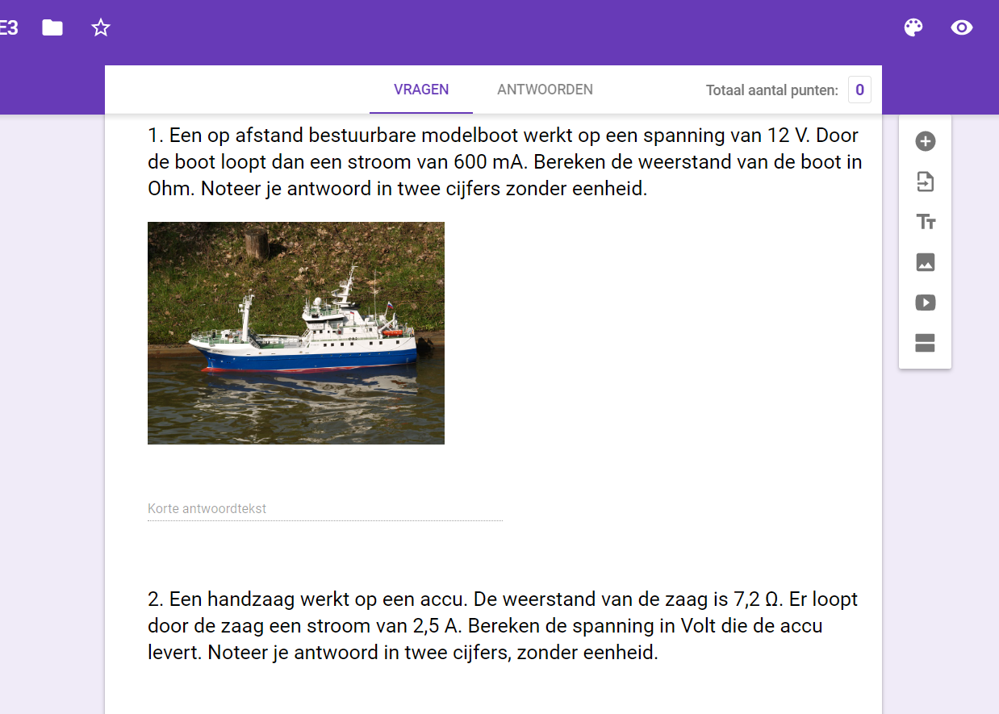 E3
VRAGEN
ANTWOORDEN
Totaal aantal punten:
0
1. Een op afstand bestuurbare modelboot werkt op een spanning van 12 V. Door
de boot loopt dan een stroom van 600 mA. Bereken de weerstand van de boot in
Ohm. Noteer je antwoord in twee cijfers zonder eenheid.
Korte antwoordtekst
2. Een handzaag werkt op een accu. De weerstand van de zaag is 7,2 Ω. Er loopt
door de zaag een stroom van 2,5 A. Bereken de spanning in Volt die de accu
levert. Noteer je antwoord in twee cijfers, zonder eenheid.